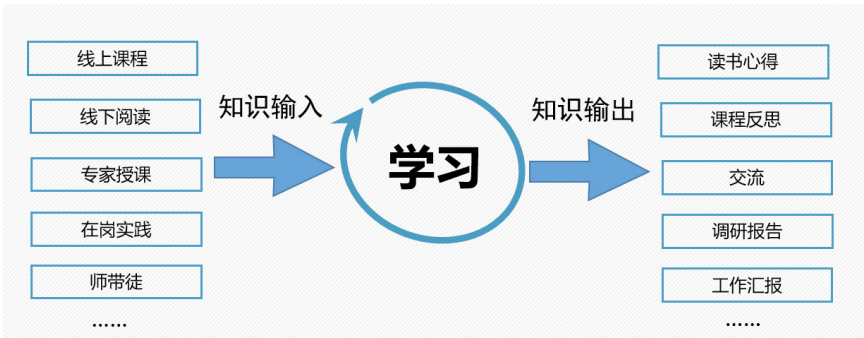 线上课程
线下阅读
专家授课
在岗实践
师带徒
……
知识输入
学习
知识输出
读书心得
课程反思
交流
调研报告
工作汇报
……